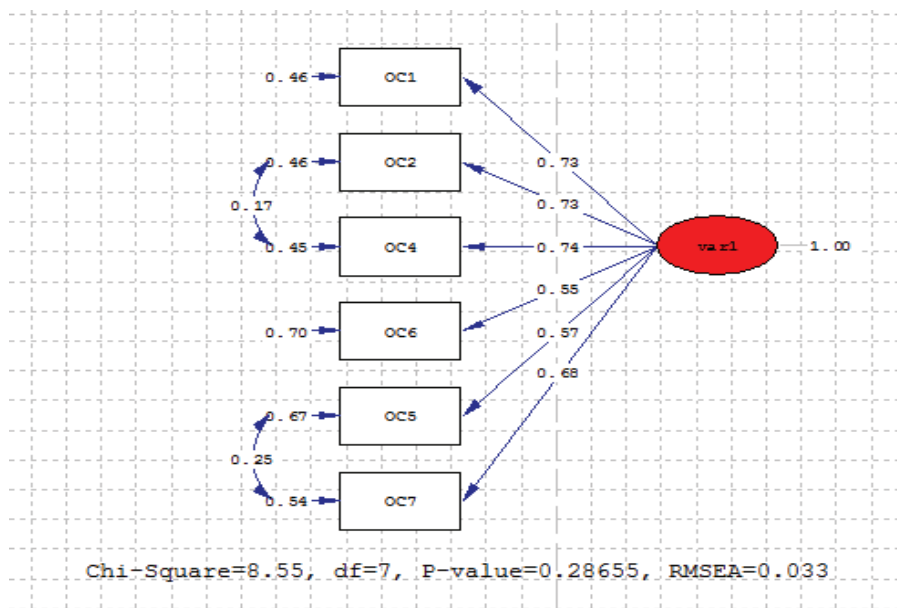 0.46 OC1
0.73
0.46 OC2
0.73
0.17
0.45 OC4 0.74 var1 1.00
0.55
0.70 OC6 0.57
0.68
0.67 OC5
0.25
0.54 OC7
Chi-Square=8.55, df=7, P-value=0.28655, RMSEA=0.033